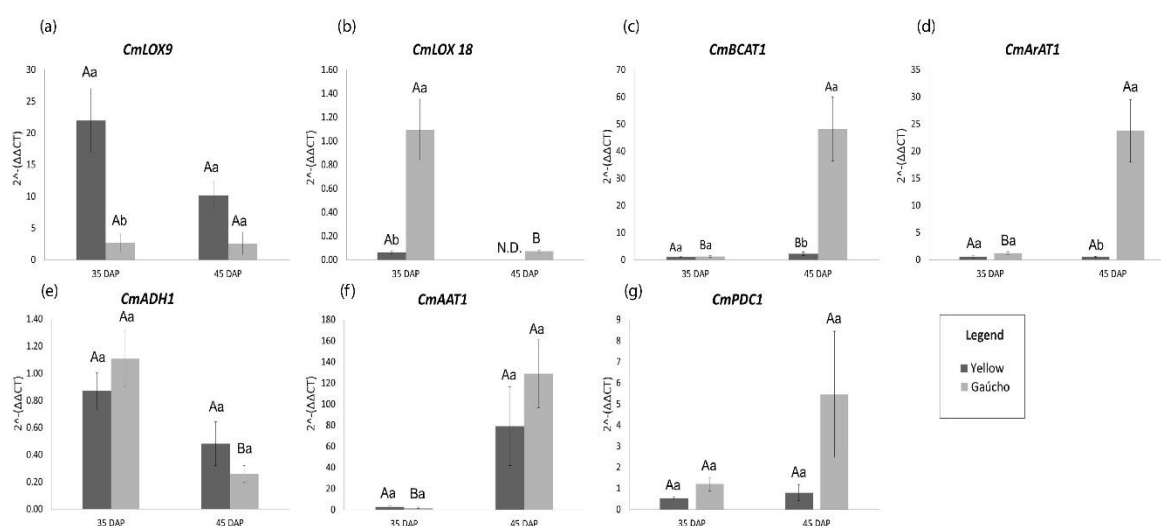 (a)
CmLOX9
2^-(ΔΔCT)
30
25
20
15
10
5
0
Aa
Ab
Aa
Aa
35 DAP
45 DAP
(b)
CmLOX 18
2^-(ΔΔCT)
1.60
1.40
1.20
1.00
0.80
0.60
0.40
0.20
0.00
Ab
Aa
N.D.
B
35 DAP
45 DAP
(c)
CmBCAT1
2^-(ΔΔCT)
70
60
50
40
30
20
10
0
Aa
Ba
Bb
Aa
35 DAP
45 DAP
(d)
CmArAT1
2^-(ΔΔCT)
35
30
25
20
15
10
5
0
Aa
Ba
Ab
Aa
35 DAP
45 DAP
(e)
CmADH1
2^-(ΔΔCT)
1.40
1.20
1.00
0.80
0.60
0.40
0.20
0.00
Aa
Aa
Aa
Ba
35 DAP
45 DAP
(f)
CmAAT1
2^-(ΔΔCT)
180
160
140
120
100
80
60
40
20
0
Aa
Ba
Aa
Aa
35 DAP
45 DAP
(g)
CmPDC1
2^-(ΔΔCT)
9
8
7
6
5
4
3
2
1
0
Aa
Aa
Aa
Aa
35 DAP
45 DAP
Legend
Yellow
Gaúcho